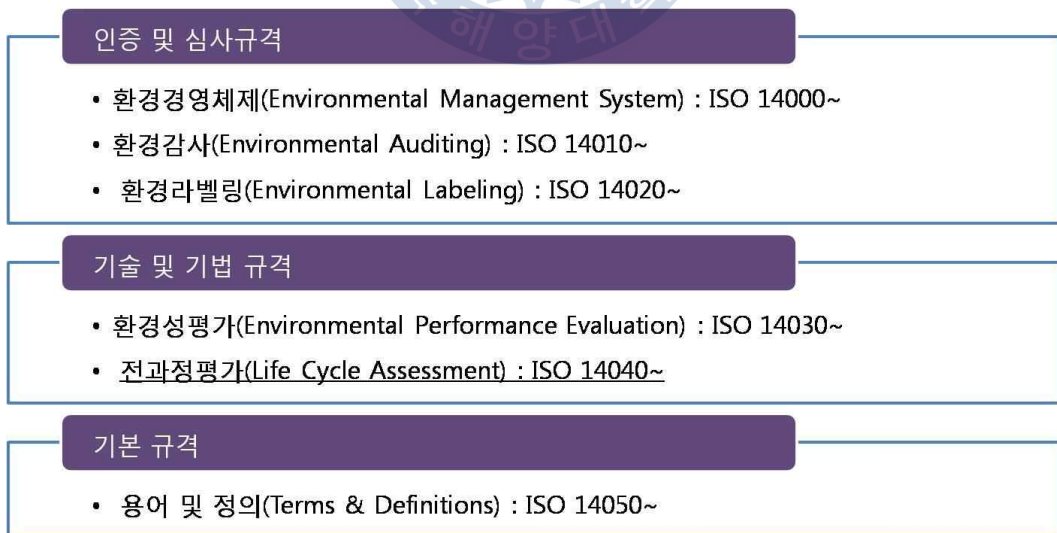 해양대
인증 및 심사규격
• 환경경영체제(Environmental Management System) : ISO 14000~
• 환경감사(Environmental Auditing) : ISO 14010~
• 환경라벨링(Environmental Labeling) : ISO 14020~
기술 및 기법 규격
• 환경성평가(Environmental Performance Evaluation) : ISO 14030~
• 전과정평가(Life Cycle Assessment) : ISO 14040~
기본 규격
• 용어 및 정의(Terms & Definitions) : ISO 14050~